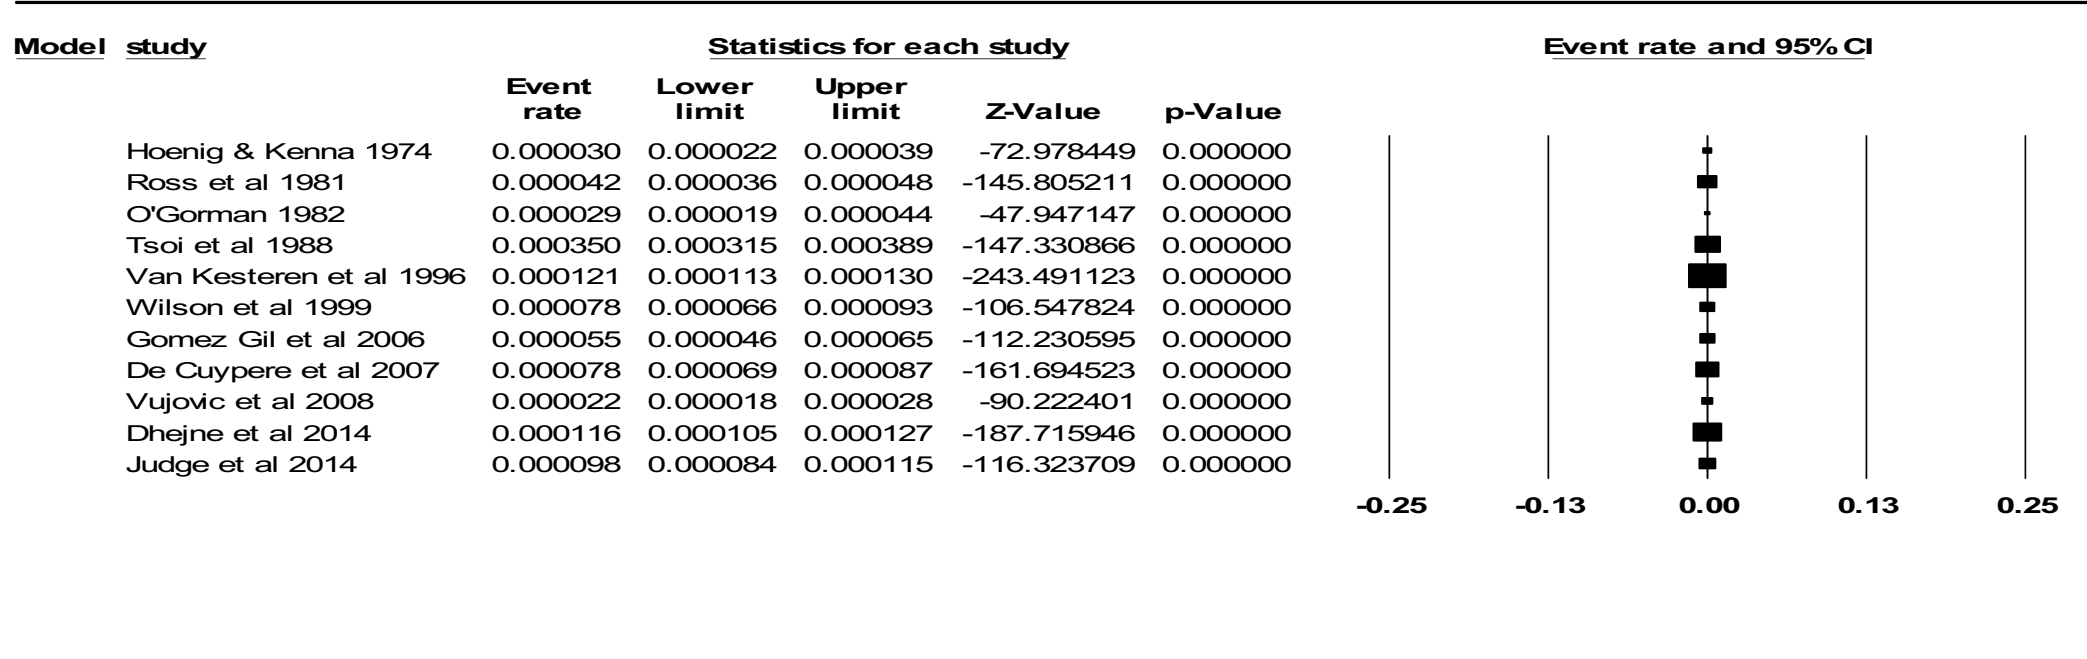 Model study Statistics for each study Event rate and 95% CI
Event rate Lower limit Upper limit Z-Value p-Value
Hoenig & Kenna 1974 0.000030 0.000022 0.000039 -72.978449 0.000000
Ross et al 1981 0.000042 0.000036 0.000048 -145.805211 0.000000
O'Gorman 1982 0.000029 0.000019 0.000044 -47.947147 0.000000
Tsoi et al 1988 0.000350 0.000315 0.000389 -147.330866 0.000000
Van Kesteren et al 1996 0.000121 0.000113 0.000130 -243.491123 0.000000
Wilson et al 1999 0.000078 0.000066 0.000093 -106.547824 0.000000
Gomez Gil et al 2006 0.000055 0.000046 0.000065 -112.230595 0.000000
De Cuypere et al 2007 0.000078 0.000069 0.000087 -161.694523 0.000000
Vujovic et al 2008 0.000022 0.000018 0.000028 -90.222401 0.000000
Dhejne et al 2014 0.000116 0.000105 0.000127 -187.715946 0.000000
Judge et al 2014 0.000098 0.000084 0.000115 -116.323709 0.000000
-0.25 -0.13 0.00 0.13 0.25